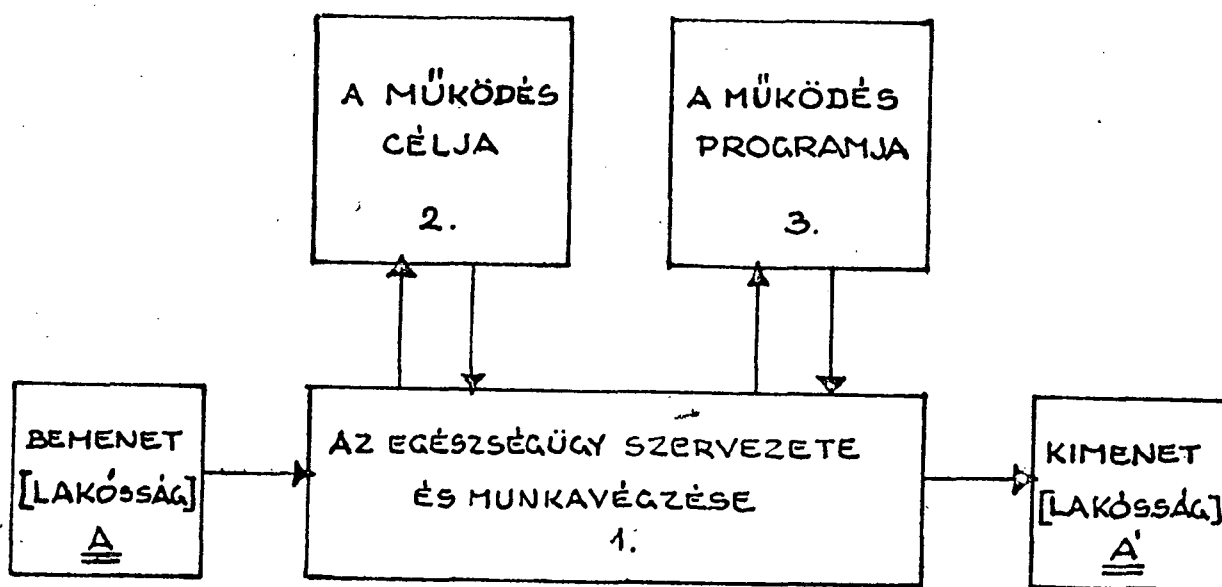 A MŰKÖDÉS
CÉLJA
2.
A MŰKÖDÉS
PROGRAMJA
3.
BEMENET
[LAKÓSSÁG]
A
AZ EGÉSZSÉGÜGY SZERVEZETE
ÉS MUNKAVÉGZÉSE
1.
KIMENET
[LAKÓSSÁG]
A'